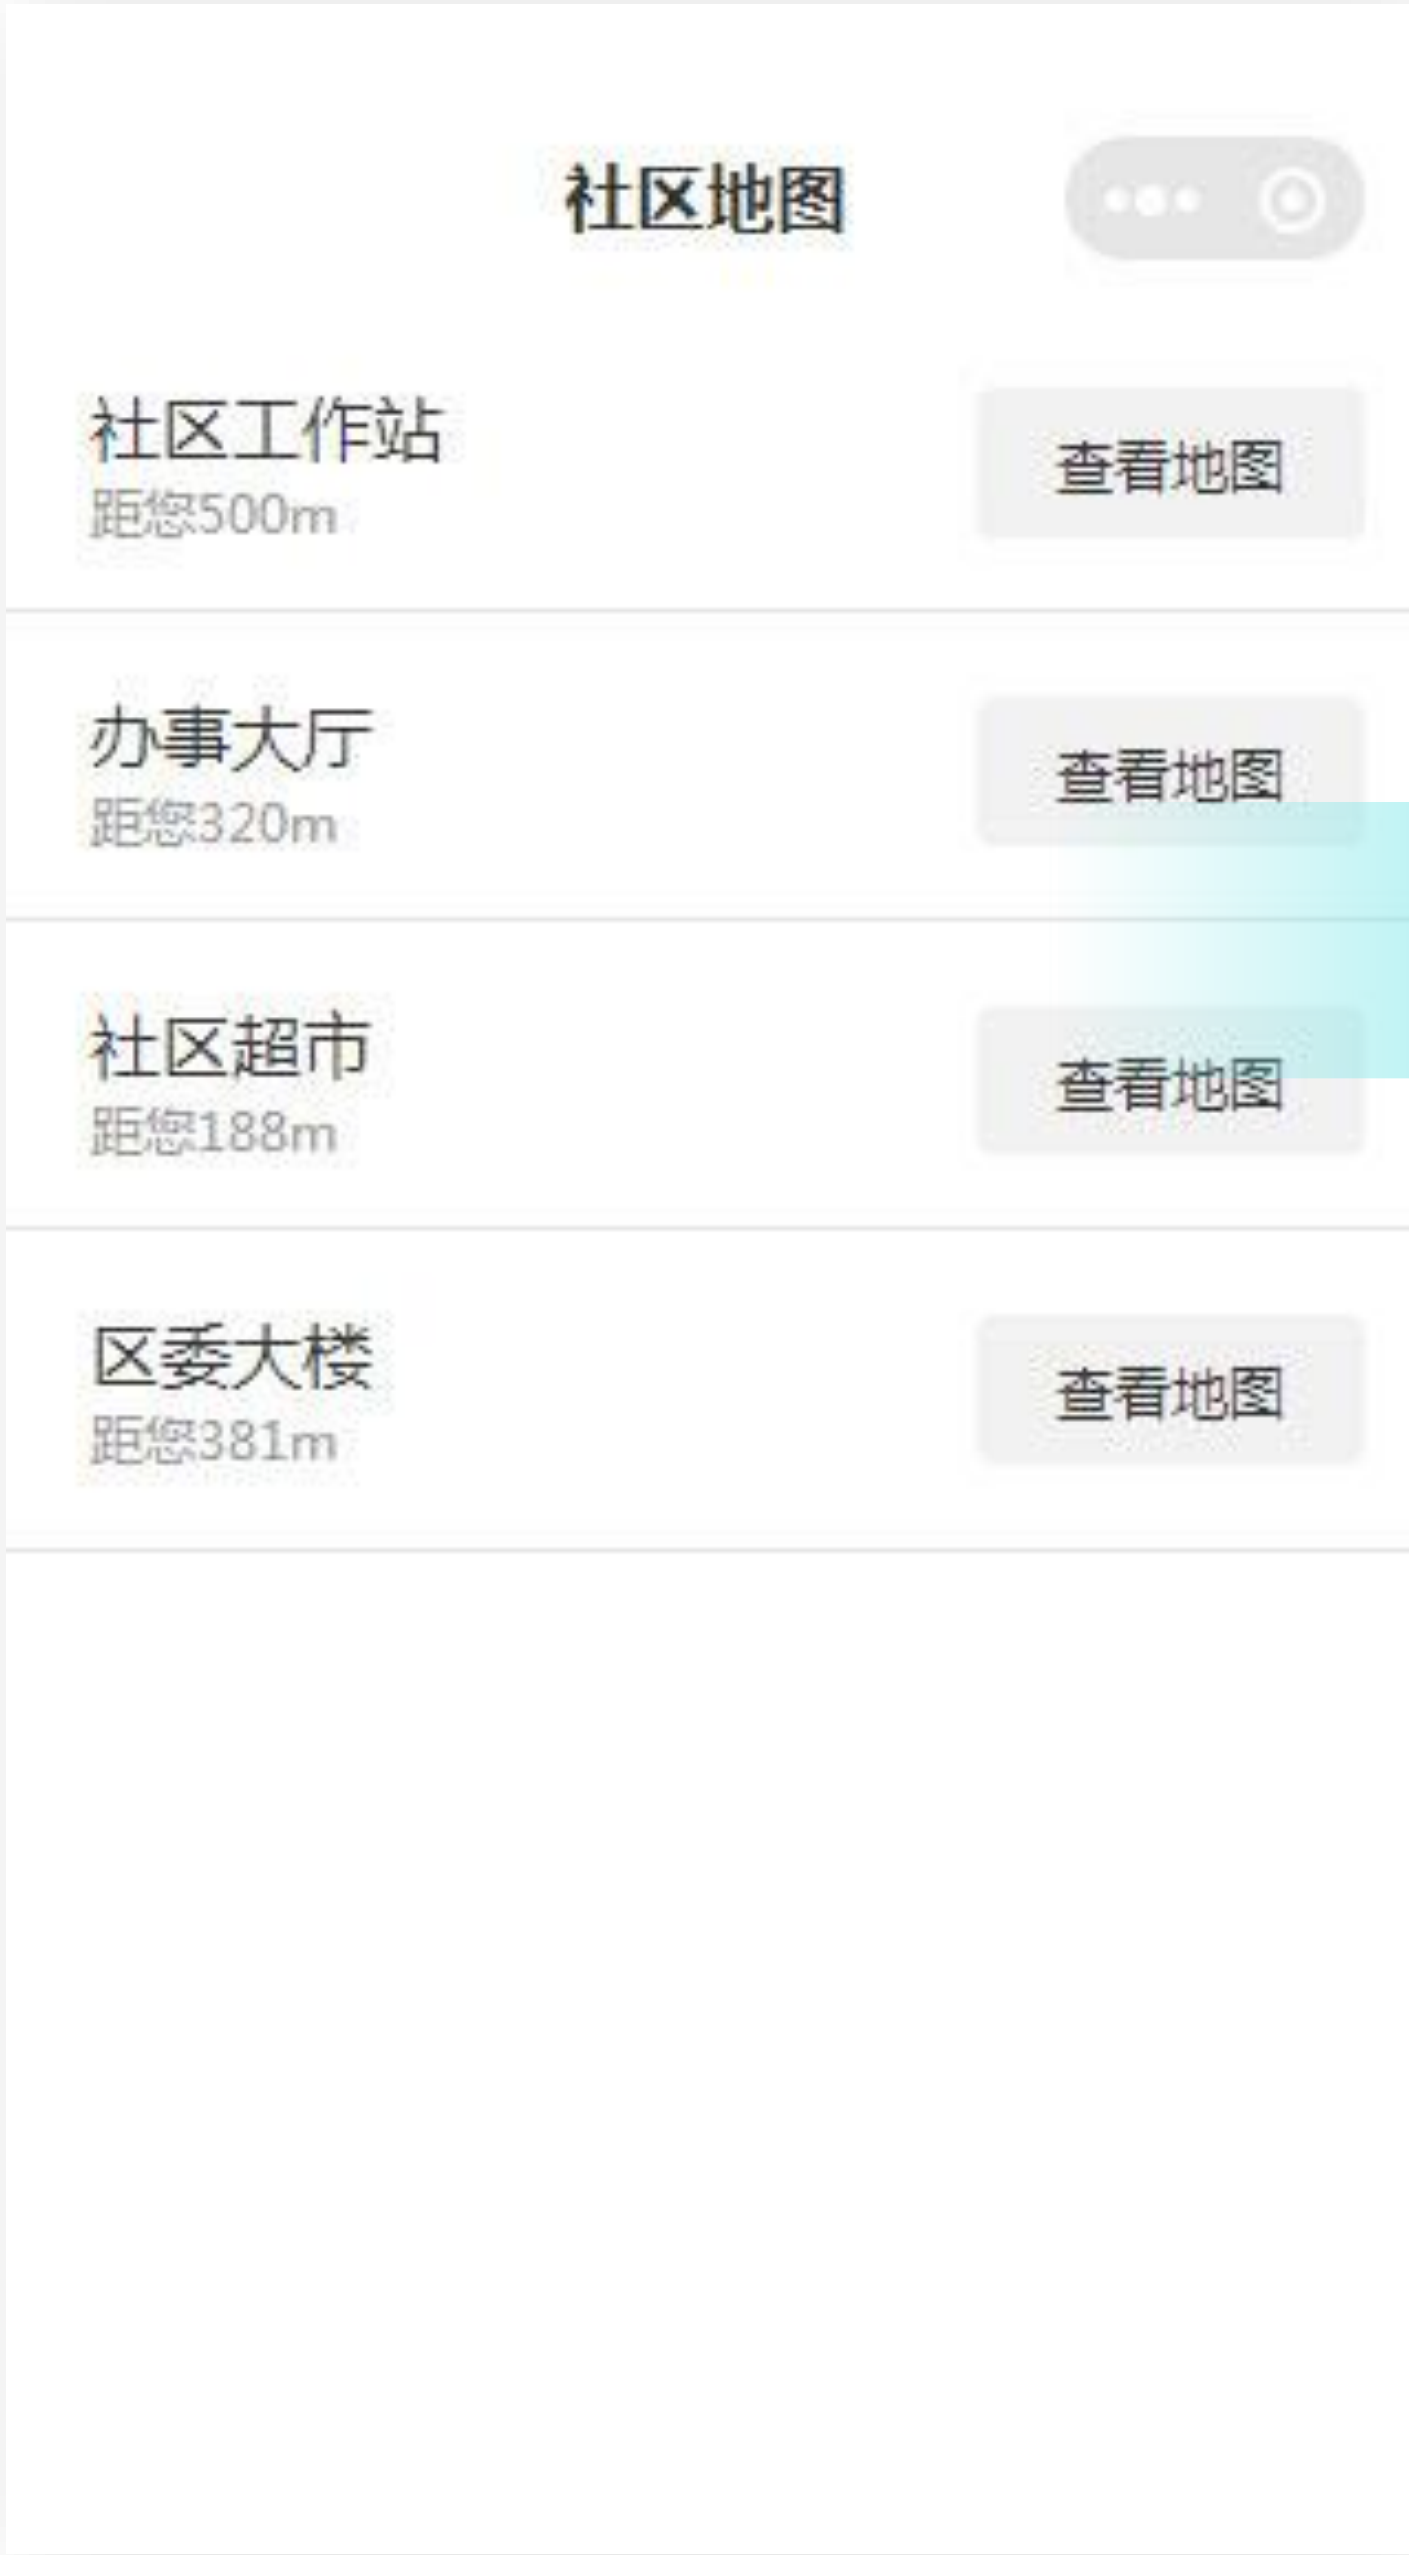 社区地图
社区工作站
距您500m
查看地图
办事大厅
距您320m
查看地图
社区超市
距您188m
查看地图
区委大楼
距您381m
查看地图